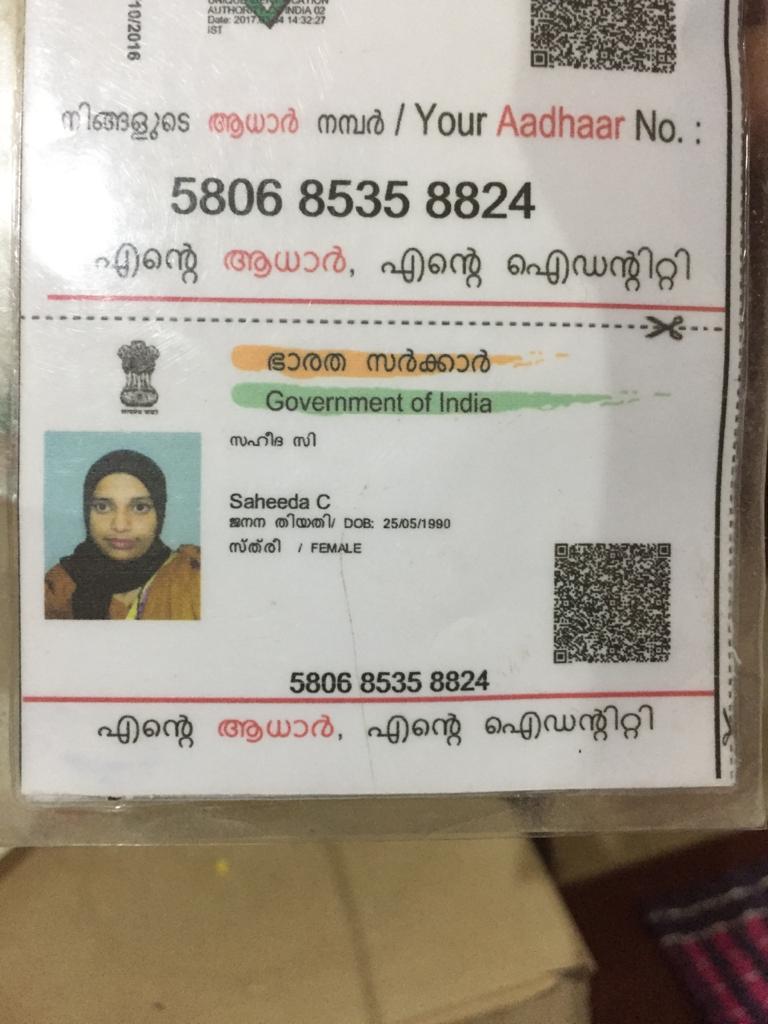 10/2016
AUTHORITY OF INDIA 02
Date: 2017 14:32:27
IST
നിങ്ങളുടെ ആധാർ നമ്പർ / Your Aadhaar No. :
5806 8535 8824
എന്റെ ആധാർ, എന്റെ ഐഡന്റിറ്റി
ഭാരത സർക്കാർ
Government of India
സഹീദ സി
Saheeda C
ജനന തിയതി/ DOB: 25/05/1990
സ്ത്രീ / FEMALE
5806 8535 8824
എന്റെ ആധാർ, എന്റെ ഐഡന്റിറ്റി